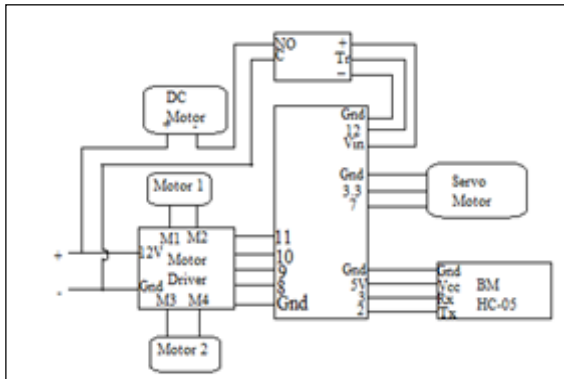 NO +
C Tr
−
DC
Motor
+ -
Gnd
12
Vin
Motor 1
Gnd
3.3
7
Servo
Motor
M1 M2
+ 12V
Motor
Driver
- Gnd
M3 M4
11
10
9
8
Gnd
Gnd
5V
3
2
Gnd
Vcc
Rx
Tx
BM
HC-05
Motor 2